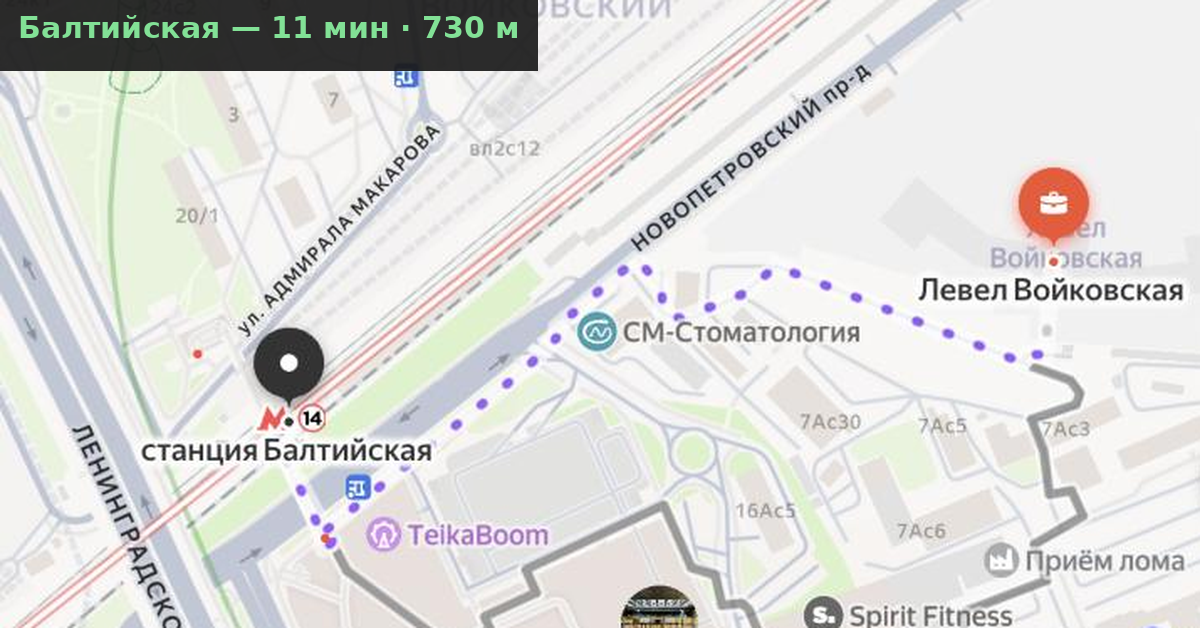 Балтийская — 11 мин · 730 м
войковский
7
3
вл2с12
ул. АДМИРАЛА МАКАРОВА
НОВОПЕТРОВСКИЙ пр-д
20/1
Войковская
Левел Войковская
СМ-Стоматология
14
станция Балтийская
7Ас30
7Ас5
7Ас3
ЛЕНИНГРАДСКО
16Ас5
7Ас6
TeikaBoom
Приём лома
S.
Spirit Fitness